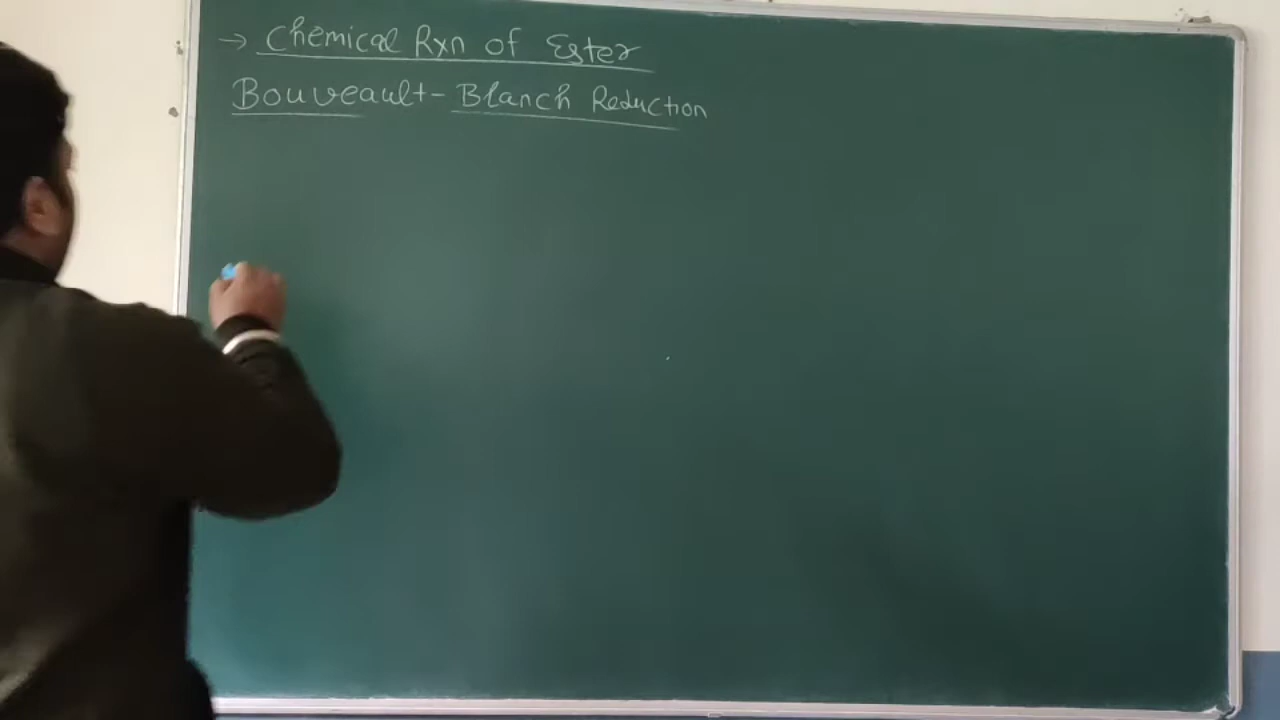 → Chemical Rxn of Ester
Bouveault - Blanch Reduction